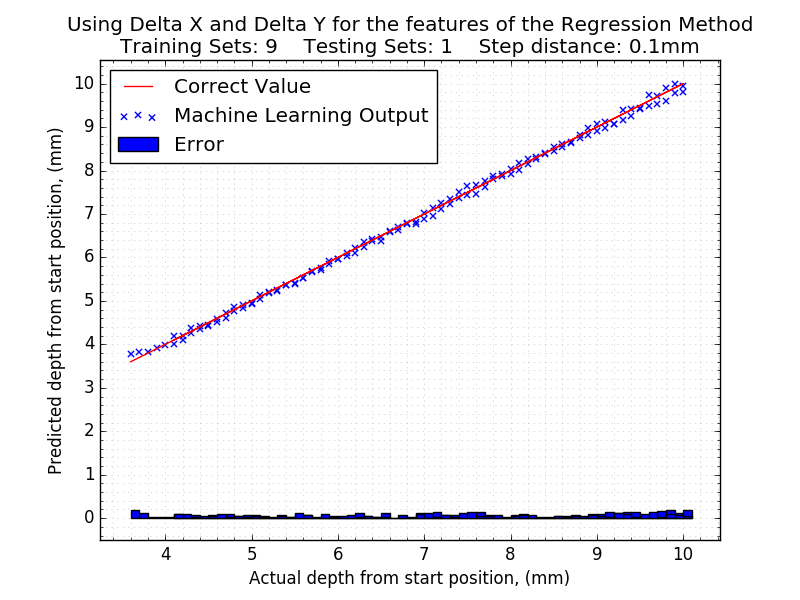 Using Delta X and Delta Y for the features of the Regression Method
Training Sets: 9 Testing Sets: 1 Step distance: 0.1mm
Correct Value
Machine Learning Output
Error
Predicted depth from start position, (mm)
10
9
8
7
6
5
4
3
2
1
0
4 5 6 7 8 9 10
Actual depth from start position, (mm)